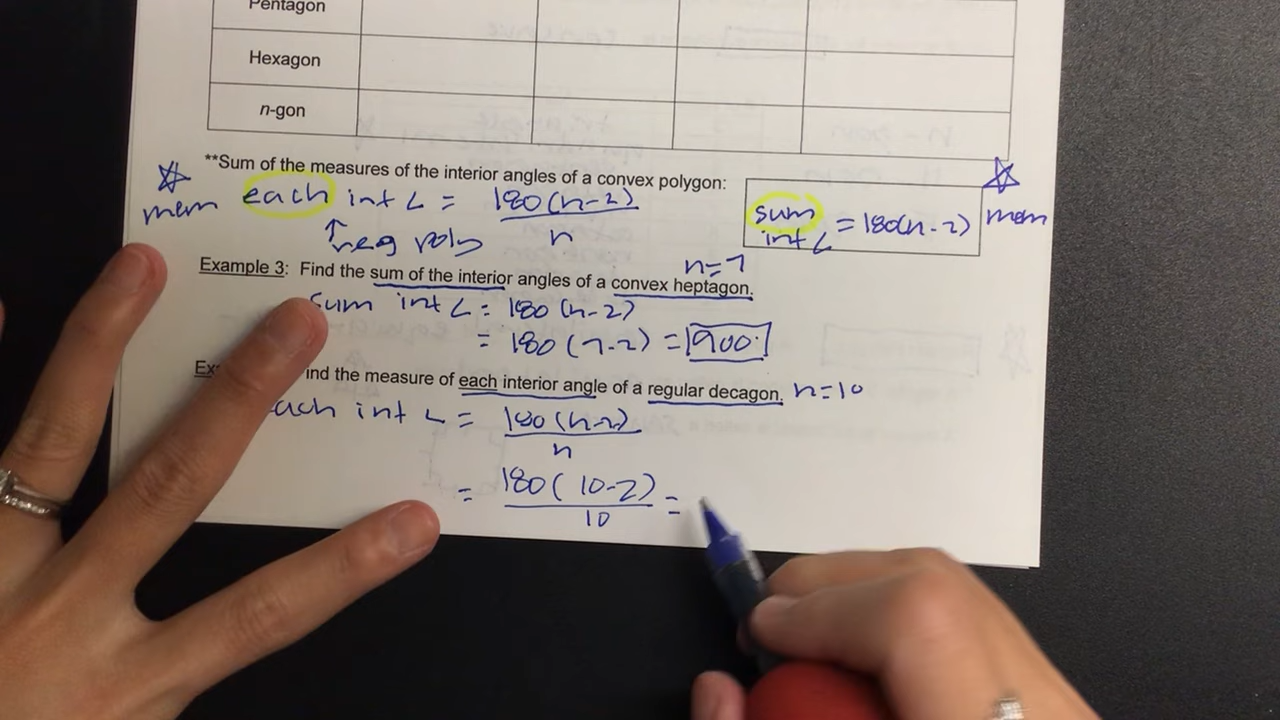 Pentagon
Hexagon
n-gon
**Sum of the measures of the interior angles of a convex polygon:
mem each int ∠ = 180(n-2)/n
reg poly
sum int ∠ = 180(n-2) mem
n=7
Example 3: Find the sum of the interior angles of a convex heptagon.
sum int ∠ = 180(n-2)
= 180(7-2) = 900°
ind the measure of each interior angle of a regular decagon. n=10
ach int ∠ = 180(n-2)/n
= 180(10-2)/10 =